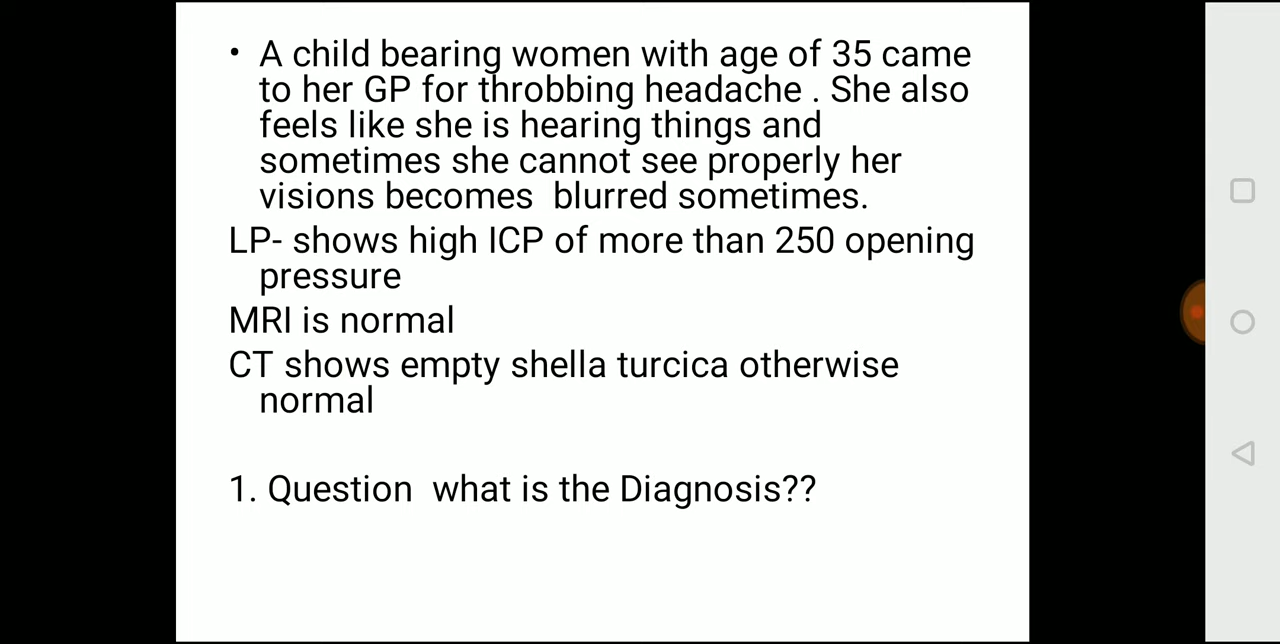 • A child bearing women with age of 35 came
to her GP for throbbing headache . She also
feels like she is hearing things and
sometimes she cannot see properly her
visions becomes  blurred sometimes.
LP- shows high ICP of more than 250 opening
pressure
MRI is normal
CT shows empty shella turcica otherwise
normal
1. Question  what is the Diagnosis??